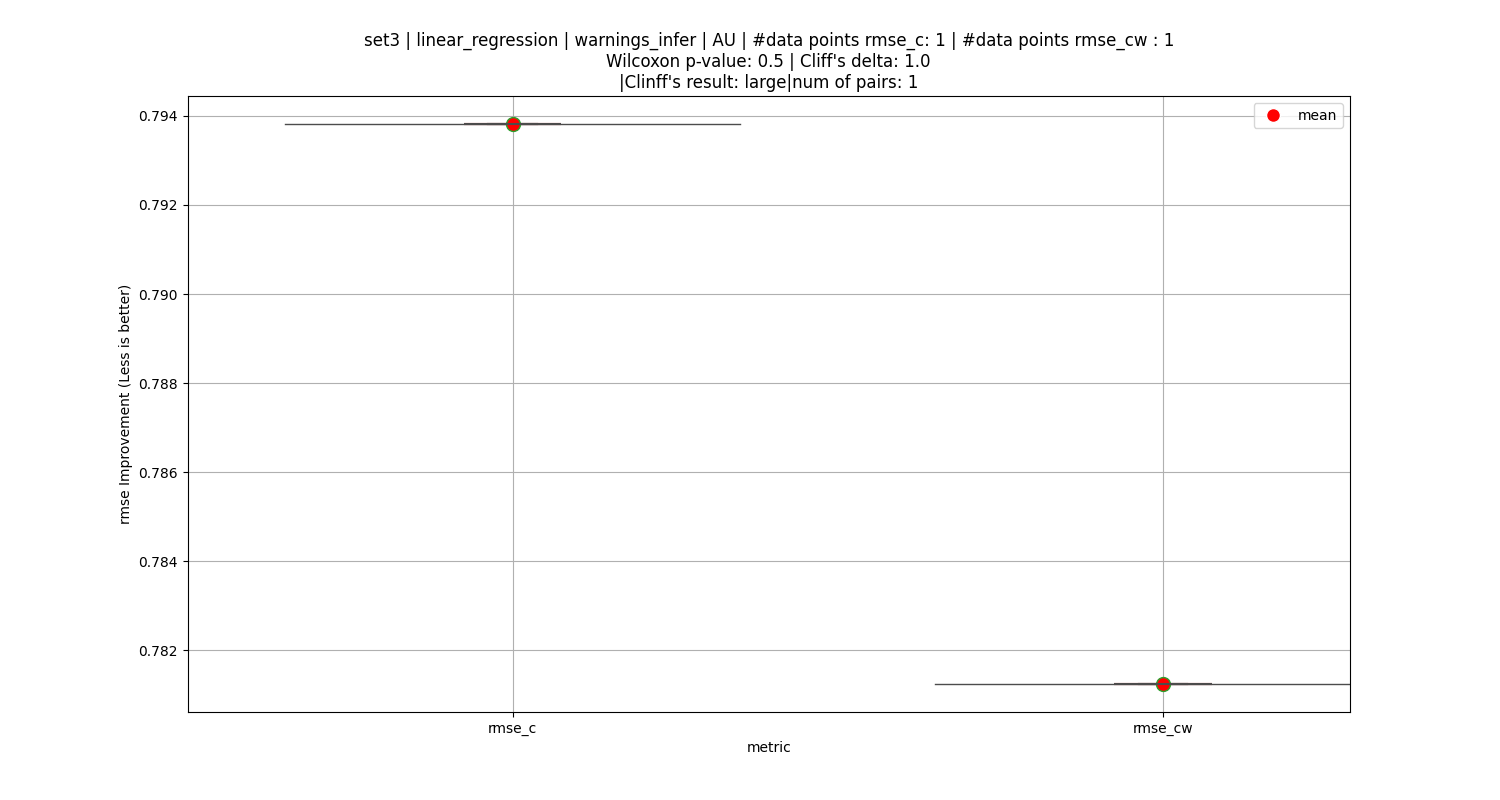 set3 | linear_regression | warnings_infer | AU | #data points rmse_c: 1 | #data points rmse_cw : 1
Wilcoxon p-value: 0.5 | Cliff's delta: 1.0
|Clinff's result: large|num of pairs: 1
mean
0.794
0.792
0.790
0.788
0.786
0.784
0.782
rmse Improvement (Less is better)
rmse_c
rmse_cw
metric